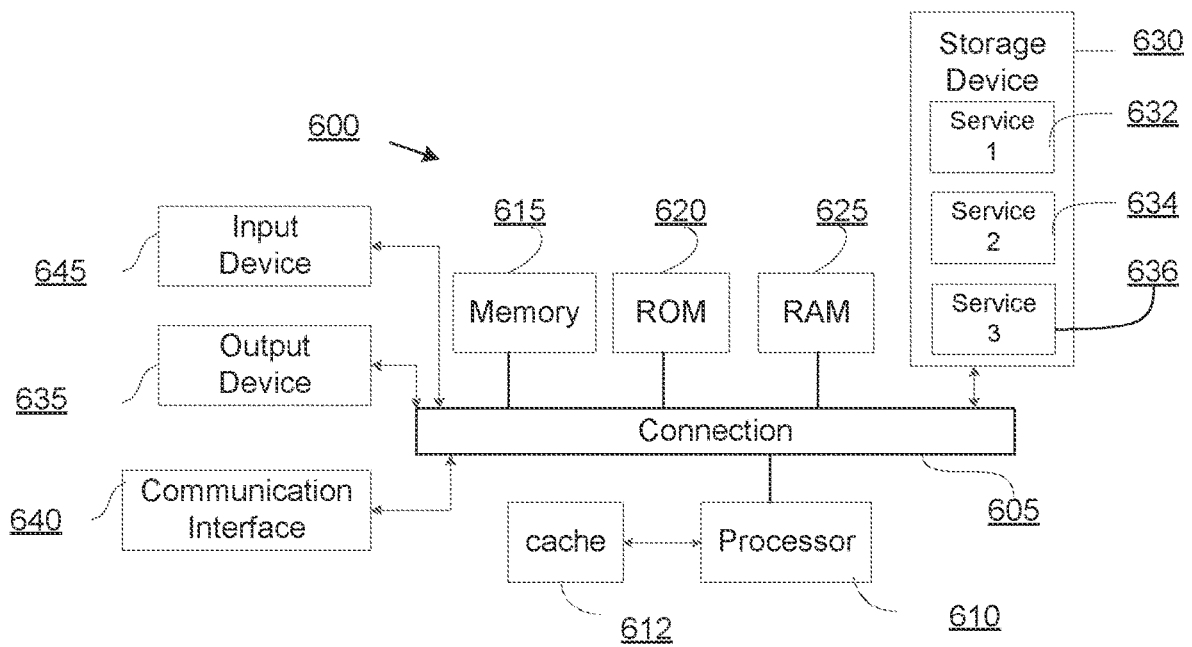 Storage
Device
630
Service
1
632
600
Service
2
634
615
620
625
Input
Device
645
636
Memory
ROM
RAM
Service
3
Output
Device
635
Connection
Communication
Interface
640
605
cache
Processor
612
610